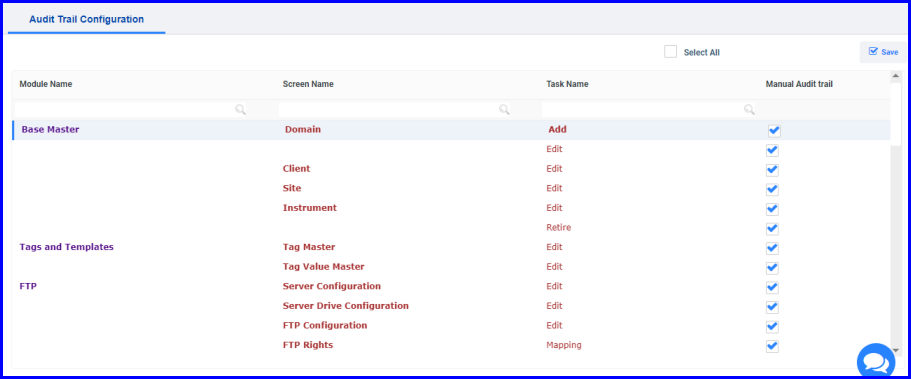 Audit Trail Configuration
Select All
Save
Module Name Screen Name Task Name Manual Audit trail
Base Master Domain Add
Edit
Client Edit
Site Edit
Instrument Edit
Retire
Tags and Templates Tag Master Edit
Tag Value Master Edit
FTP Server Configuration Edit
Server Drive Configuration Edit
FTP Configuration Edit
FTP Rights Mapping